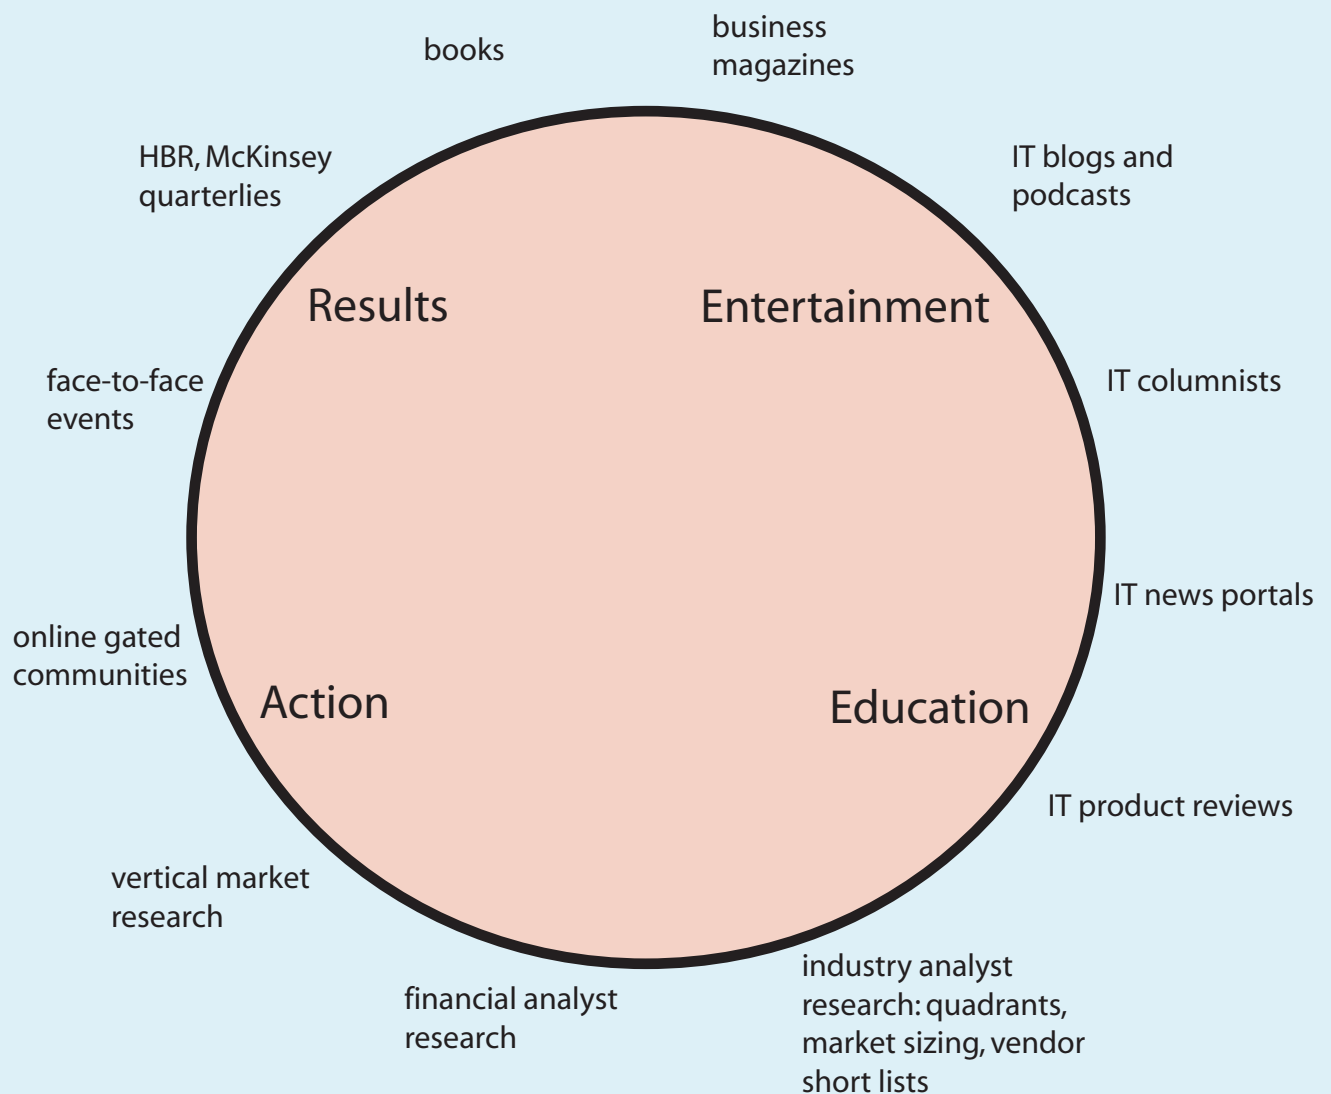 books
business
magazines
HBR, McKinsey
quarterlies
IT blogs and
podcasts
Results
Entertainment
face-to-face
events
IT columnists
IT news portals
online gated
communities
Action
Education
IT product reviews
vertical market
research
financial analyst
research
industry analyst
research: quadrants,
market sizing, vendor
short lists